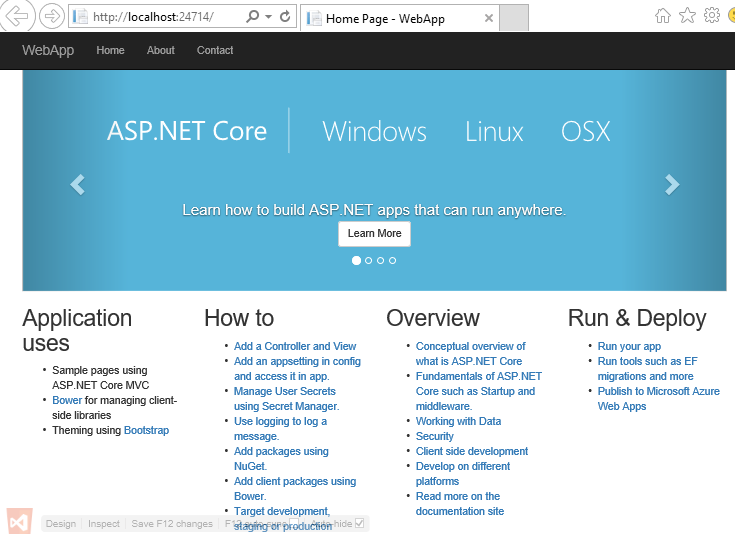 http://localhost:24714/
Home Page - WebApp
WebApp Home About Contact
ASP.NET Core Windows Linux OSX
Learn how to build ASP.NET apps that can run anywhere.
Learn More
Application
uses
Sample pages using
ASP.NET Core MVC
Bower for managing client-
side libraries
Theming using Bootstrap
How to
Add a Controller and View
Add an appsetting in config
and access it in app.
Manage User Secrets
using Secret Manager.
Use logging to log a
message.
Add packages using
NuGet.
Add client packages using
Bower.
Target development,
staging or production
Overview
Conceptual overview of
what is ASP.NET Core
Fundamentals of ASP.NET
Core such as Startup and
middleware.
Working with Data
Security
Client side development
Develop on different
platforms
Read more on the
documentation site
Run & Deploy
Run your app
Run tools such as EF
migrations and more
Publish to Microsoft Azure
Web Apps
Design Inspect Save F12 changes F12 auto-sync Auto-hide